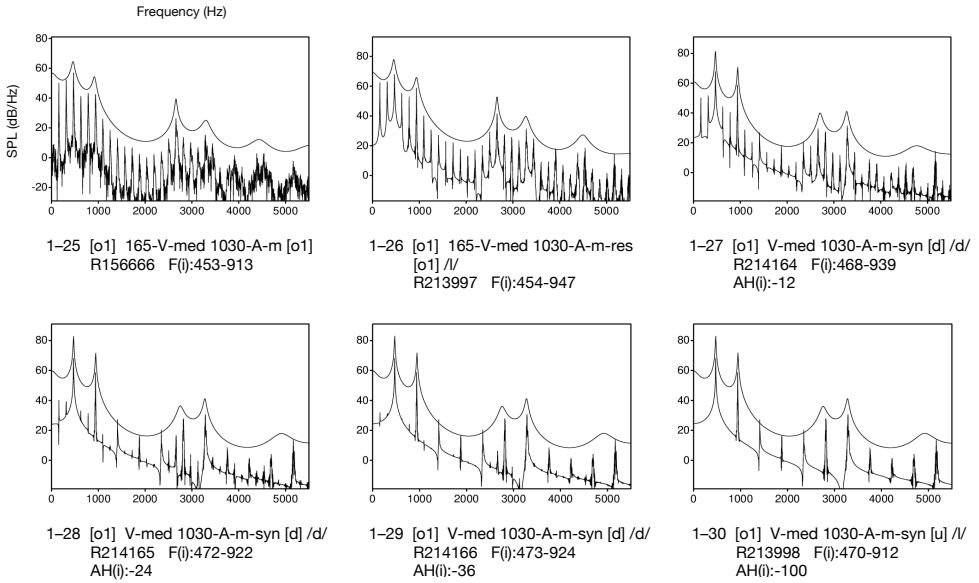 Frequency (Hz)
SPL (dB/Hz)
80
60
40
20
0
-20
0 1000 2000 3000 4000 5000
80
60
40
20
0
0 1000 2000 3000 4000 5000
80
60
40
20
0
0 1000 2000 3000 4000 5000
1–25 [o1] 165-V-med 1030-A-m [o1]
R156666 F(i):453-913
1–26 [o1] 165-V-med 1030-A-m-res
[o1] /l/
R213997 F(i):454-947
1–27 [o1] V-med 1030-A-m-syn [d] /d/
R214164 F(i):468-939
AH(i):-12
80
60
40
20
0
0 1000 2000 3000 4000 5000
80
60
40
20
0
0 1000 2000 3000 4000 5000
80
60
40
20
0
0 1000 2000 3000 4000 5000
1–28 [o1] V-med 1030-A-m-syn [d] /d/
R214165 F(i):472-922
AH(i):-24
1–29 [o1] V-med 1030-A-m-syn [d] /d/
R214166 F(i):473-924
AH(i):-36
1–30 [o1] V-med 1030-A-m-syn [u] /l/
R213998 F(i):470-912
AH(i):-100